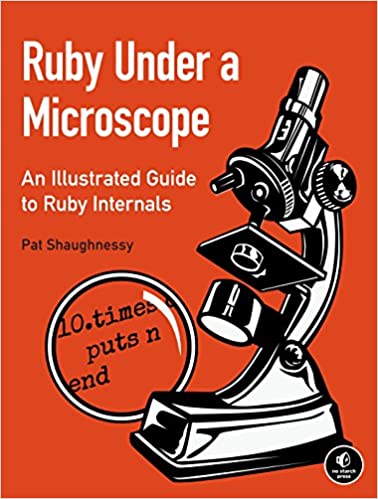 Ruby Under a
Microscope
An Illustrated Guide
to Ruby Internals
Pat Shaughnessy
10.times
puts n
end
no starch
press